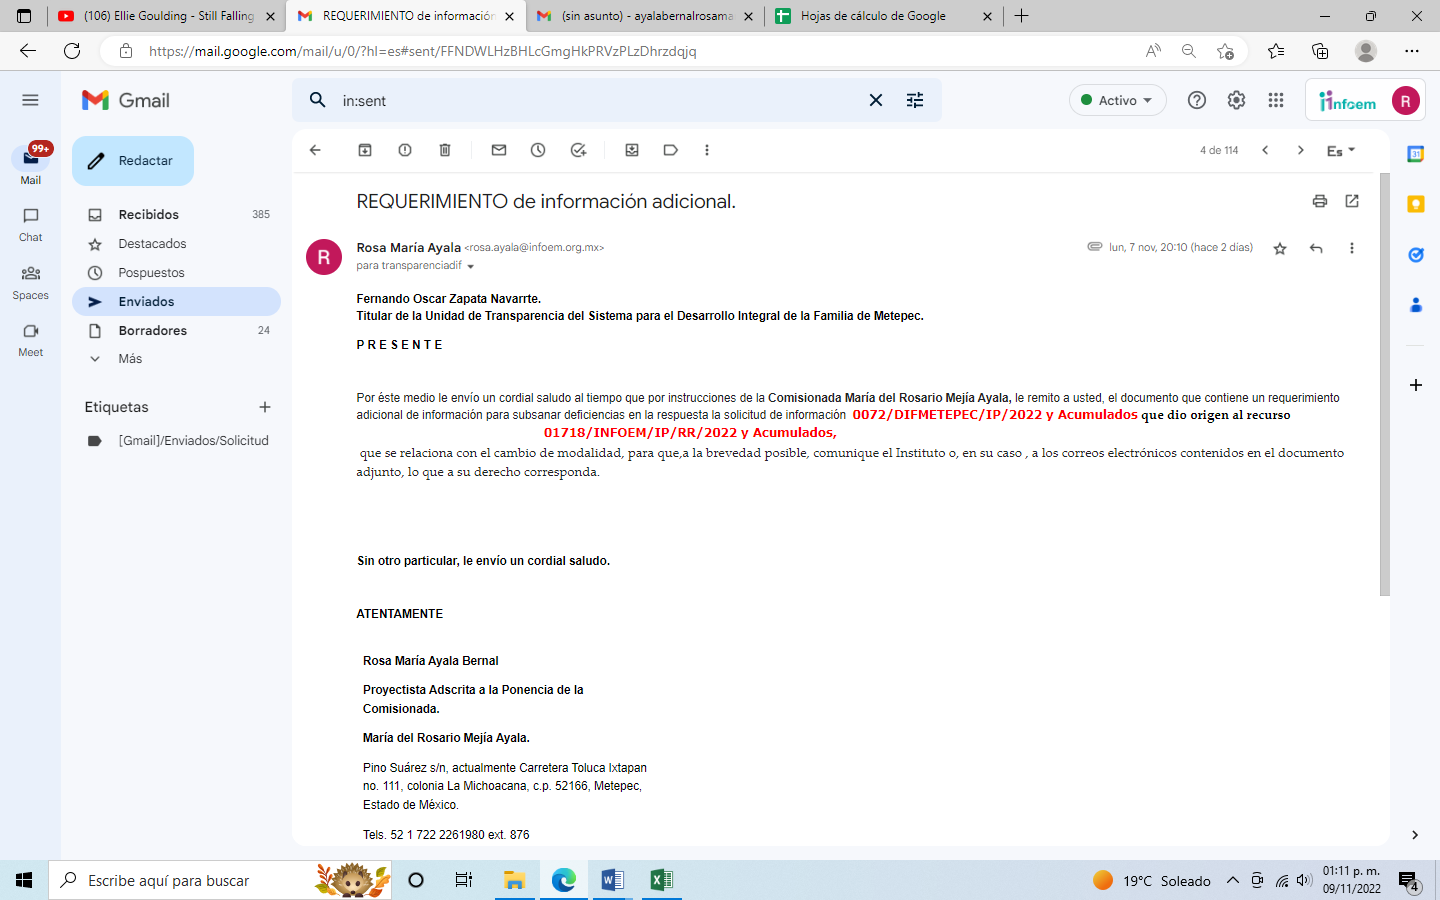 (106) Ellie Goulding - Still Falling
REQUERIMIENTO de información
(sin asunto) - ayalabernalrosama
Hojas de cálculo de Google
https://mail.google.com/mail/u/0/?hl=es#sent/FFNDWLHzBHLcGmgHkPRVzPLzDhrzdqjq
Gmail
in:sent
Activo
infoem
R
99+
Mail
Chat
Spaces
Meet
Redactar
Recibidos 385
Destacados
Pospuestos
Enviados
Borradores 24
Más
Etiquetas
[Gmail]/Enviados/Solicitud
4 de 114
Es
31
REQUERIMIENTO de información adicional.
R
Rosa María Ayala <rosa.ayala@infoem.org.mx>
lun, 7 nov, 20:10 (hace 2 días)
para transparenciadif
Fernando Oscar Zapata Navarrte.
Titular de la Unidad de Transparencia del Sistema para el Desarrollo Integral de la Familia de Metepec.
P R E S E N T E
Por éste medio le envío un cordial saludo al tiempo que por instrucciones de la Comisionada María del Rosario Mejía Ayala, le remito a usted, el documento que contiene un requerimiento
adicional de información para subsanar deficiencias en la respuesta la solicitud de información 0072/DIFMETEPEC/IP/2022 y Acumulados que dio origen al recurso
01718/INFOEM/IP/RR/2022 y Acumulados,
que se relaciona con el cambio de modalidad, para que,a la brevedad posible, comunique el Instituto o, en su caso , a los correos electrónicos contenidos en el documento
adjunto, lo que a su derecho corresponda.
Sin otro particular, le envío un cordial saludo.
ATENTAMENTE
Rosa María Ayala Bernal
Proyectista Adscrita a la Ponencia de la
Comisionada.
María del Rosario Mejía Ayala.
Pino Suárez s/n, actualmente Carretera Toluca Ixtapan
no. 111, colonia La Michoacana, c.p. 52166, Metepec,
Estado de México.
Tels. 52 1 722 2261980 ext. 876
Escribe aquí para buscar
19°C Soleado
01:11 p. m.
09/11/2022
4